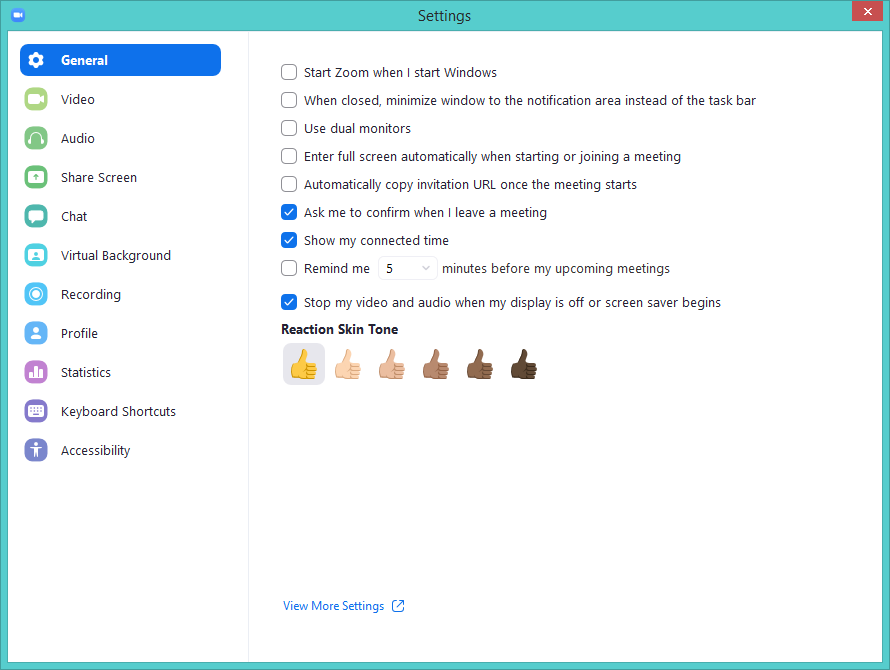 Settings
General
Video
Audio
Share Screen
Chat
Virtual Background
Recording
Profile
Statistics
Keyboard Shortcuts
Accessibility
Start Zoom when I start Windows
When closed, minimize window to the notification area instead of the task bar
Use dual monitors
Enter full screen automatically when starting or joining a meeting
Automatically copy invitation URL once the meeting starts
Ask me to confirm when I leave a meeting
Show my connected time
Remind me 5 minutes before my upcoming meetings
Stop my video and audio when my display is off or screen saver begins
Reaction Skin Tone
View More Settings